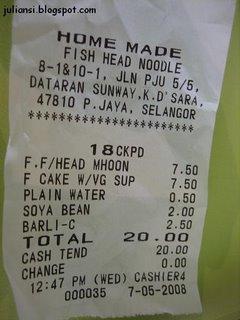 juliansi.blogspot.com
HOME MADE
FISH HEAD NOODLE
8-1&10-1, JLN PJU 5/5,
DATARAN SUNWAY,K.D'SARA,
47810 P.JAYA, SELANGOR
************************
18CKPD
F.F/HEAD MHOON 7.50
F CAKE W/VG SUP 7.50
PLAIN WATER 0.50
SOYA BEAN 2.00
BARLI-C 2.50
TOTAL 20.00
CASH TEND 20.00
CHANGE 0.00
12:47 PM (WED) CASHIER4
000035 7-05-2008